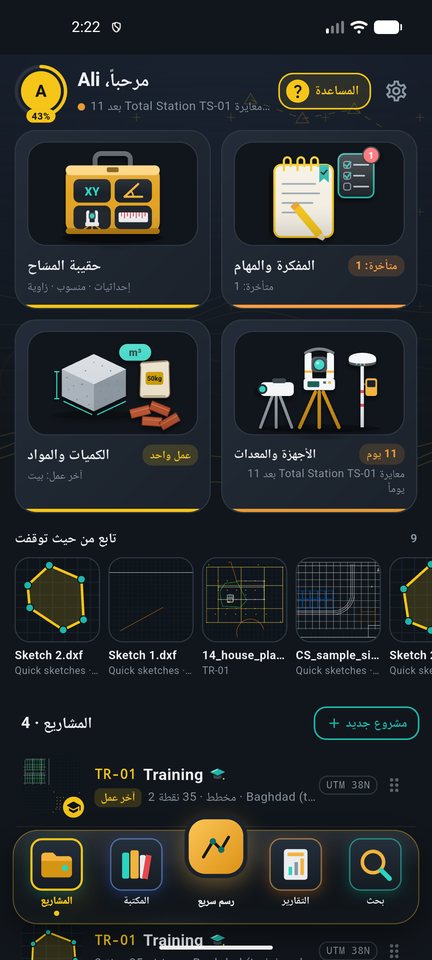 2:22
A
43%
مرحباً، Ali
معايرة Total Station TS-01 بعد 11...
المساعدة ?
XY
1
حقيبة المسّاح
إحداثيات · منسوب · زاوية
المفكرة والمهام
متأخرة: 1
متأخرة: 1
m³
50kg
الكميات والمواد
عمل واحد
آخر عمل: بيت
الأجهزة والمعدات
11 يوم
معايرة Total Station TS-01 بعد 11 يوماً
تابع من حيث توقفت
9
Sketch 2.dxf
Quick sketches ·...
Sketch 1.dxf
Quick sketches ·...
14_house_pla...
TR-01
CS_sample_si...
TR-01
Sketch 2
Quick sk
المشاريع · 4
مشروع جديد +
TR-01 Training
UTM 38N
آخر عمل
2 مخطط · 35 نقطة · Baghdad (t...
المشاريع
المكتبة
رسم سريع
التقارير
بحث
TR-01 Training
UTM 38N